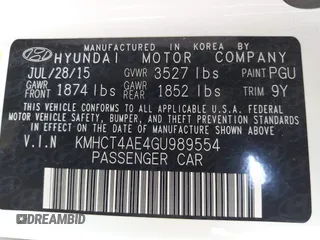 MANUFACTURED IN KOREA BY
HYUNDAI MOTOR COMPANY
JUL/28/15 GVWR 3527 lbs PAINT PGU
GAWR FRONT 1874 lbs GAWR REAR 1852 lbs TRIM 9Y
THIS VEHICLE CONFORMS TO ALL APPLICABLE U.S.A. FEDERAL
MOTOR VEHICLE SAFETY, BUMPER, AND THEFT PREVENTION
STANDARDS IN EFFECT ON THE DATE OF MANUFACTURE SHOWN ABOVE.
V.I.N KMHCT4AE4GU989554
PASSENGER CAR
DREAMBID